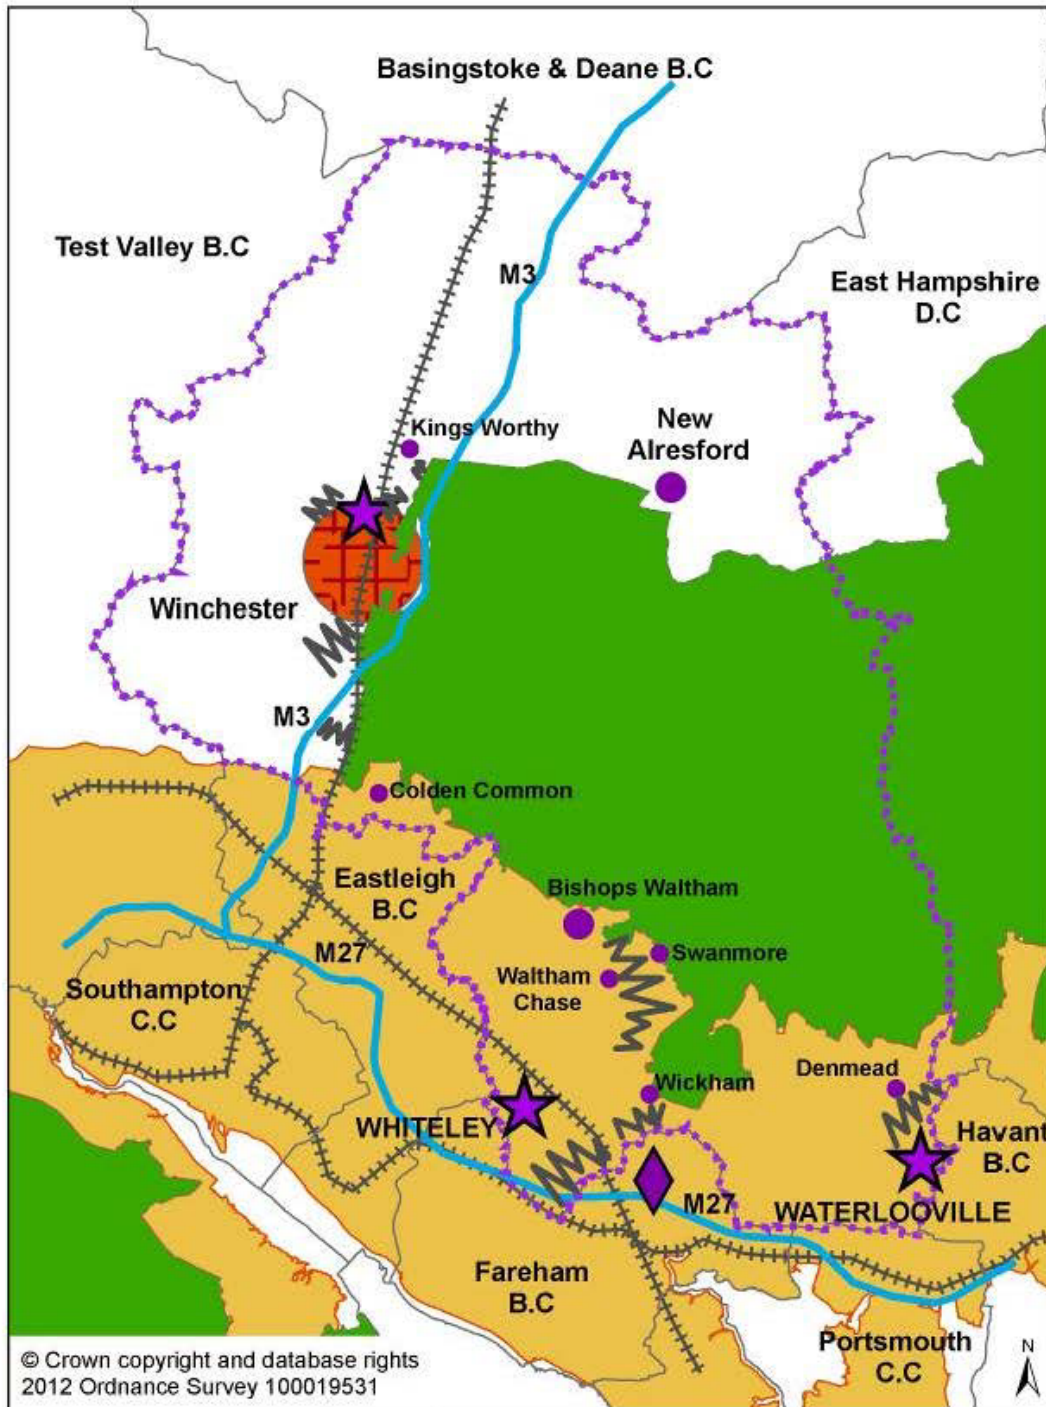 Basingstoke & Deane B.C
Test Valley B.C
M3
East Hampshire
D.C
Kings Worthy
New
Alresford
Winchester
M3
Colden Common
Eastleigh
B.C
Bishops Waltham
M27
Swanmore
Waltham
Chase
Southampton
C.C
Wickham
Denmead
WHITELEY
Havant
B.C
M27
WATERLOOVILLE
Fareham
B.C
Portsmouth
C.C
N
© Crown copyright and database rights
2012 Ordnance Survey 100019531